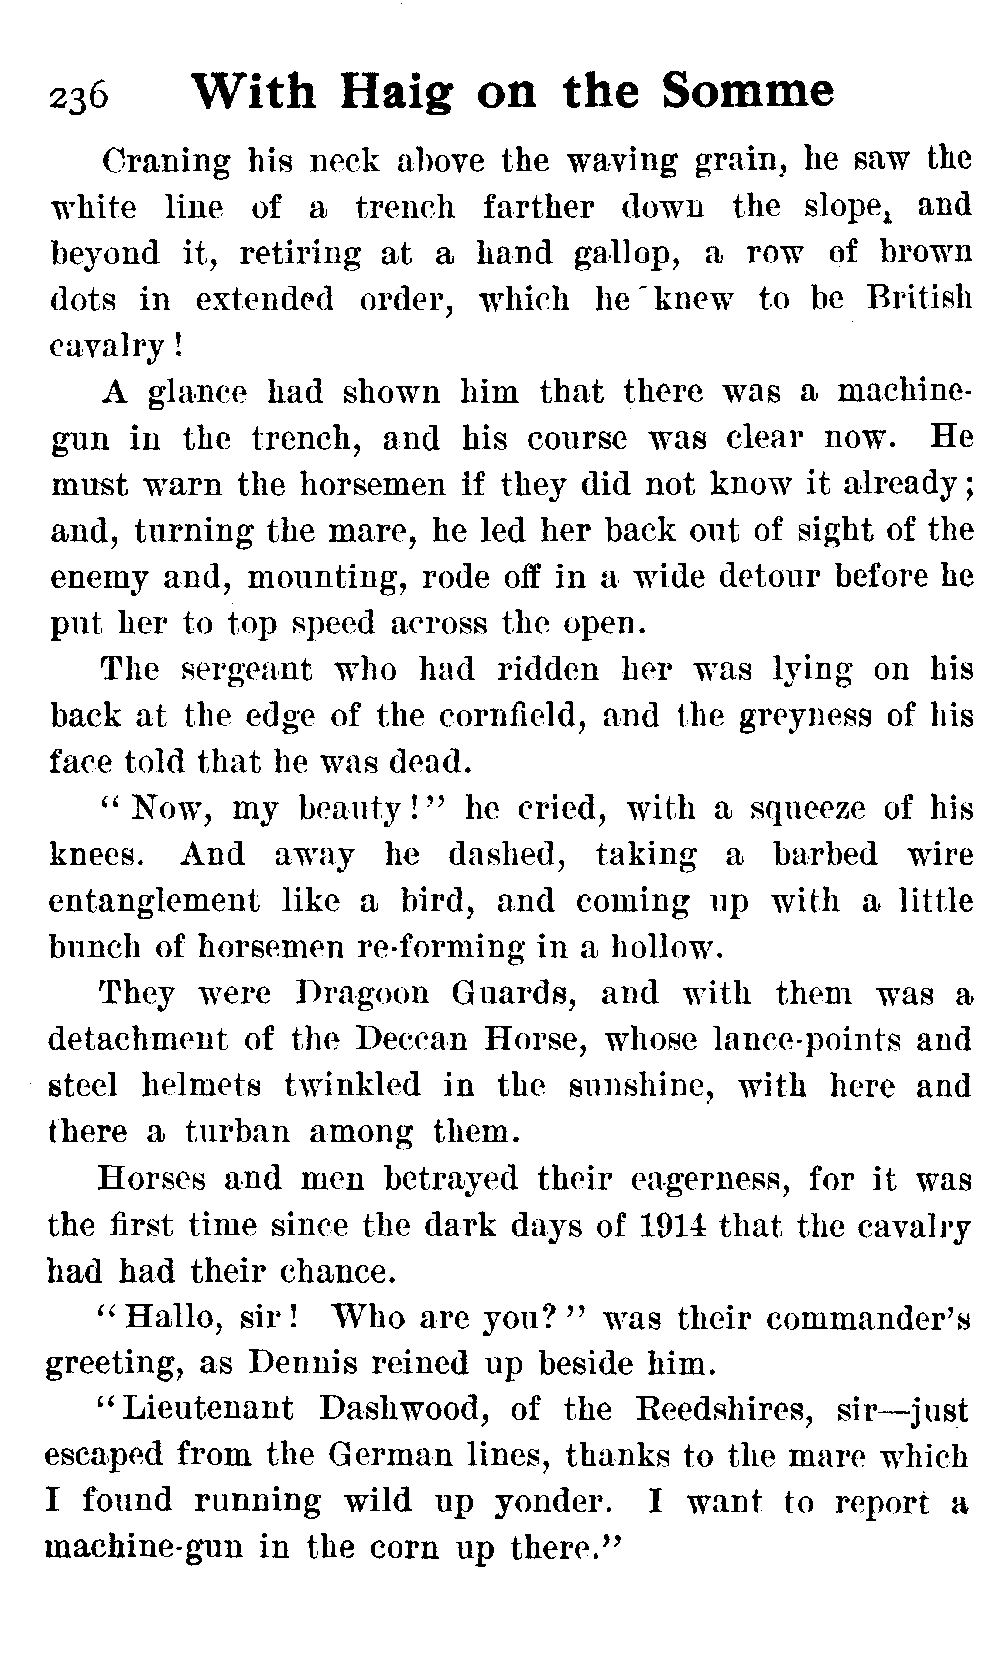 236 With Haig on the Somme
Craning his neck above the waving grain, he saw the
white line of a trench farther down the slope, and
beyond it, retiring at a hand gallop, a row of brown
dots in extended order, which he knew to be British
cavalry!
A glance had shown him that there was a machine-
gun in the trench, and his course was clear now. He
must warn the horsemen if they did not know it already;
and, turning the mare, he led her back out of sight of the
enemy and, mounting, rode off in a wide detour before he
put her to top speed across the open.
The sergeant who had ridden her was lying on his
back at the edge of the cornfield, and the greyness of his
face told that he was dead.
"Now, my beauty!" he cried, with a squeeze of his
knees. And away he dashed, taking a barbed wire
entanglement like a bird, and coming up with a little
bunch of horsemen re-forming in a hollow.
They were Dragoon Guards, and with them was a
detachment of the Deccan Horse, whose lance-points and
steel helmets twinkled in the sunshine, with here and
there a turban among them.
Horses and men betrayed their eagerness, for it was
the first time since the dark days of 1914 that the cavalry
had had their chance.
"Hallo, sir! Who are you?" was their commander's
greeting, as Dennis reined up beside him.
"Lieutenant Dashwood, of the Reedshires, sir—just
escaped from the German lines, thanks to the mare which
I found running wild up yonder. I want to report a
machine-gun in the corn up there."